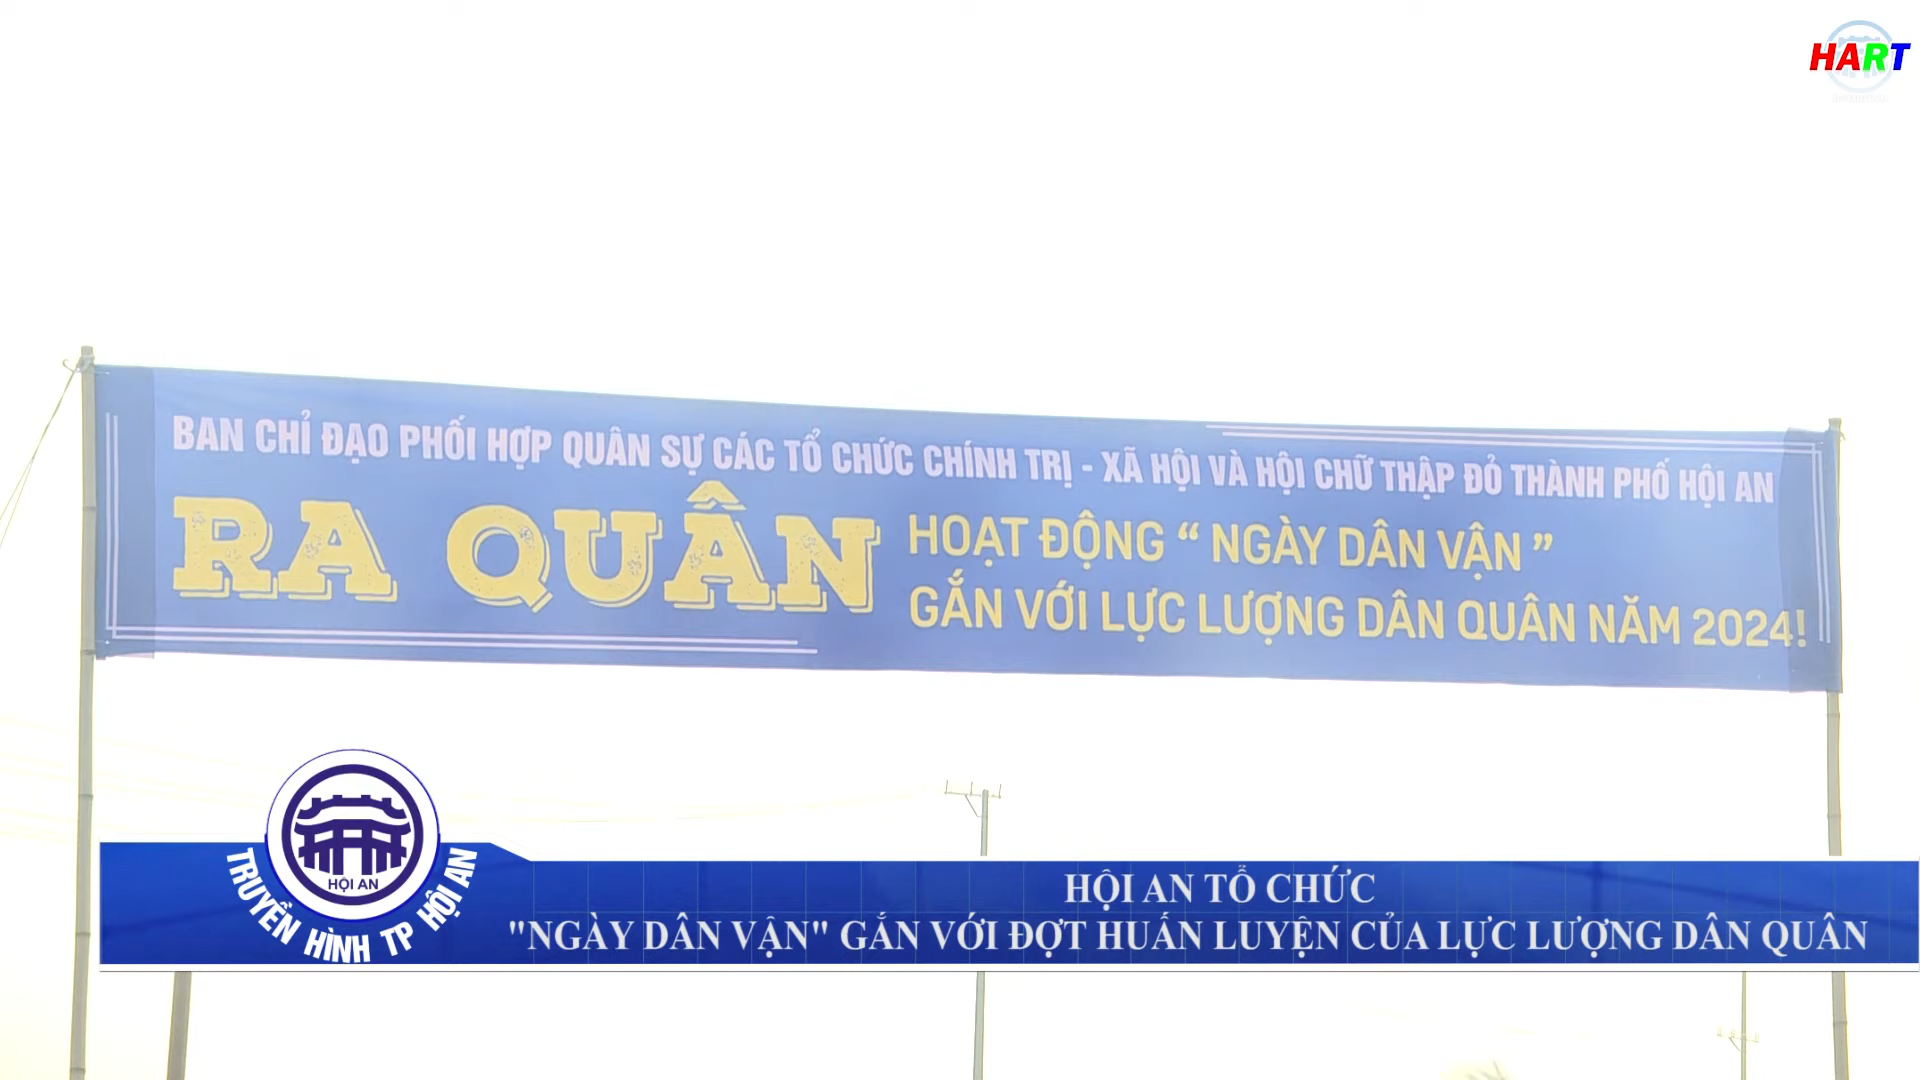 HART
BAN CHỈ ĐẠO PHỐI HỢP QUÂN SỰ CÁC TỔ CHỨC CHÍNH TRỊ - XÃ HỘI VÀ HỘI CHỮ THẬP ĐỎ THÀNH PHỐ HỘI AN
RA QUÂN
HOẠT ĐỘNG “ NGÀY DÂN VẬN ”
GẮN VỚI LỰC LƯỢNG DÂN QUÂN NĂM 2024!
HỘI AN
TRUYỀN HÌNH TP HỘI AN
HỘI AN TỔ CHỨC
"NGÀY DÂN VẬN" GẮN VỚI ĐỢT HUẤN LUYỆN CỦA LỰC LƯỢNG DÂN QUÂN